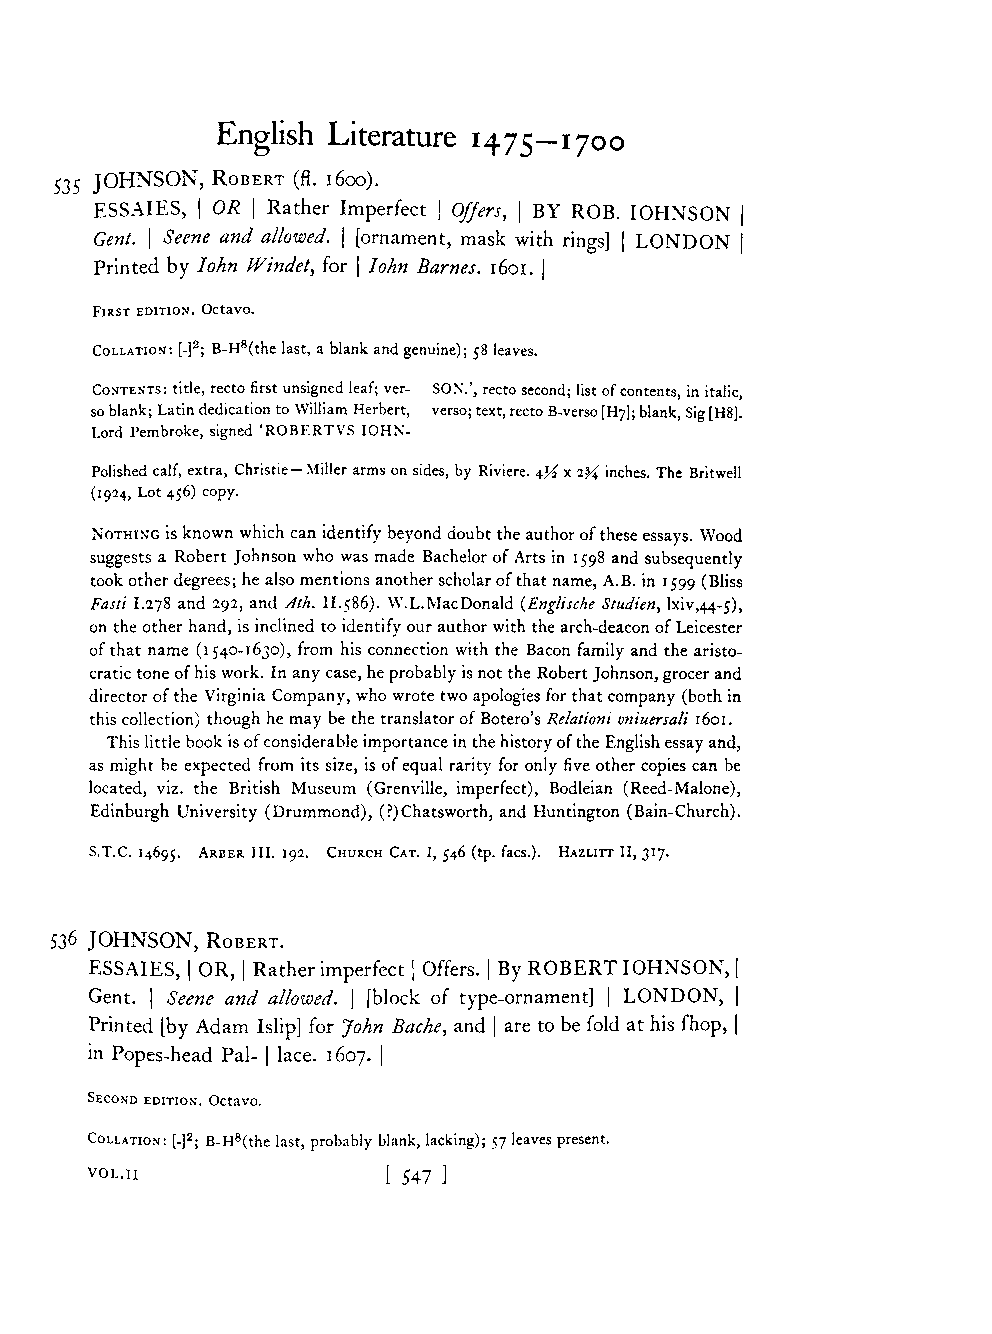 English Literature 1475—1700
535 JOHNSON, ROBERT (fl. 1600).
ESSAIES, | OR | Rather Imperfect | Offers, | BY ROB. IOHNSON |
Gent. | Seene and allowed. | [ornament, mask with rings] | LONDON |
Printed by Iohn Windet, for | Iohn Barnes. 1601. |
FIRST EDITION. Octavo.
COLLATION: [-]²; B-H⁸(the last, a blank and genuine); 58 leaves.
CONTENTS: title, recto first unsigned leaf; ver-
so blank; Latin dedication to William Herbert,
Lord Pembroke, signed ‘ROBERTVS IOHN-
SON.’, recto second; list of contents, in italic,
verso; text, recto B-verso [H7]; blank, Sig [H8].
Polished calf, extra, Christie—Miller arms on sides, by Riviere. 4½ x 2¾ inches. The Britwell
(1924, Lot 456) copy.
NOTHING is known which can identify beyond doubt the author of these essays. Wood
suggests a Robert Johnson who was made Bachelor of Arts in 1598 and subsequently
took other degrees; he also mentions another scholar of that name, A.B. in 1599 (Bliss
Fasti I.278 and 292, and Ath. II.586). W.L.MacDonald (Englische Studien, lxiv,44-5),
on the other hand, is inclined to identify our author with the arch-deacon of Leicester
of that name (1540-1630), from his connection with the Bacon family and the aristo-
cratic tone of his work. In any case, he probably is not the Robert Johnson, grocer and
director of the Virginia Company, who wrote two apologies for that company (both in
this collection) though he may be the translator of Botero’s Relationi vniuersali 1601.
This little book is of considerable importance in the history of the English essay and,
as might be expected from its size, is of equal rarity for only five other copies can be
located, viz. the British Museum (Grenville, imperfect), Bodleian (Reed-Malone),
Edinburgh University (Drummond), (?)Chatsworth, and Huntington (Bain-Church).
S.T.C. 14695. ARBER III. 192. CHURCH CAT. I, 546 (tp. facs.). HAZLITT II, 317.
536 JOHNSON, ROBERT.
ESSAIES, | OR, | Rather imperfect | Offers. | By ROBERT IOHNSON, |
Gent. | Seene and allowed. | [block of type-ornament] | LONDON, |
Printed [by Adam Islip] for John Bache, and | are to be ſold at his ſhop, |
in Popes-head Pal- | lace. 1607. |
SECOND EDITION. Octavo.
COLLATION: [-]²; B-H⁸(the last, probably blank, lacking); 57 leaves present.
VOL.II [ 547 ]